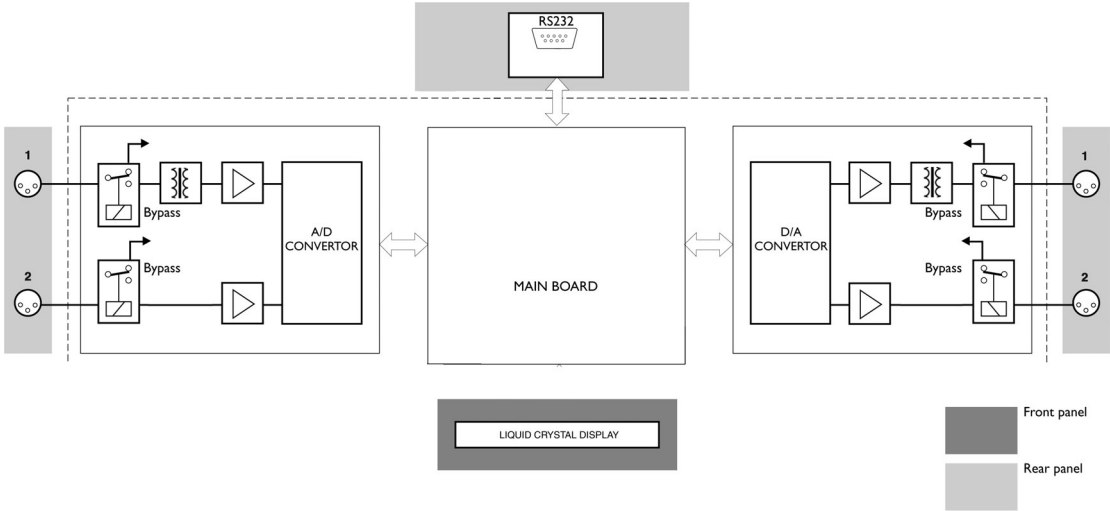 RS232
1
Bypass
Bypass
2
A/D
CONVERTOR
MAIN BOARD
D/A
CONVERTOR
1
Bypass
Bypass
2
LIQUID CRYSTAL DISPLAY
Front panel
Rear panel